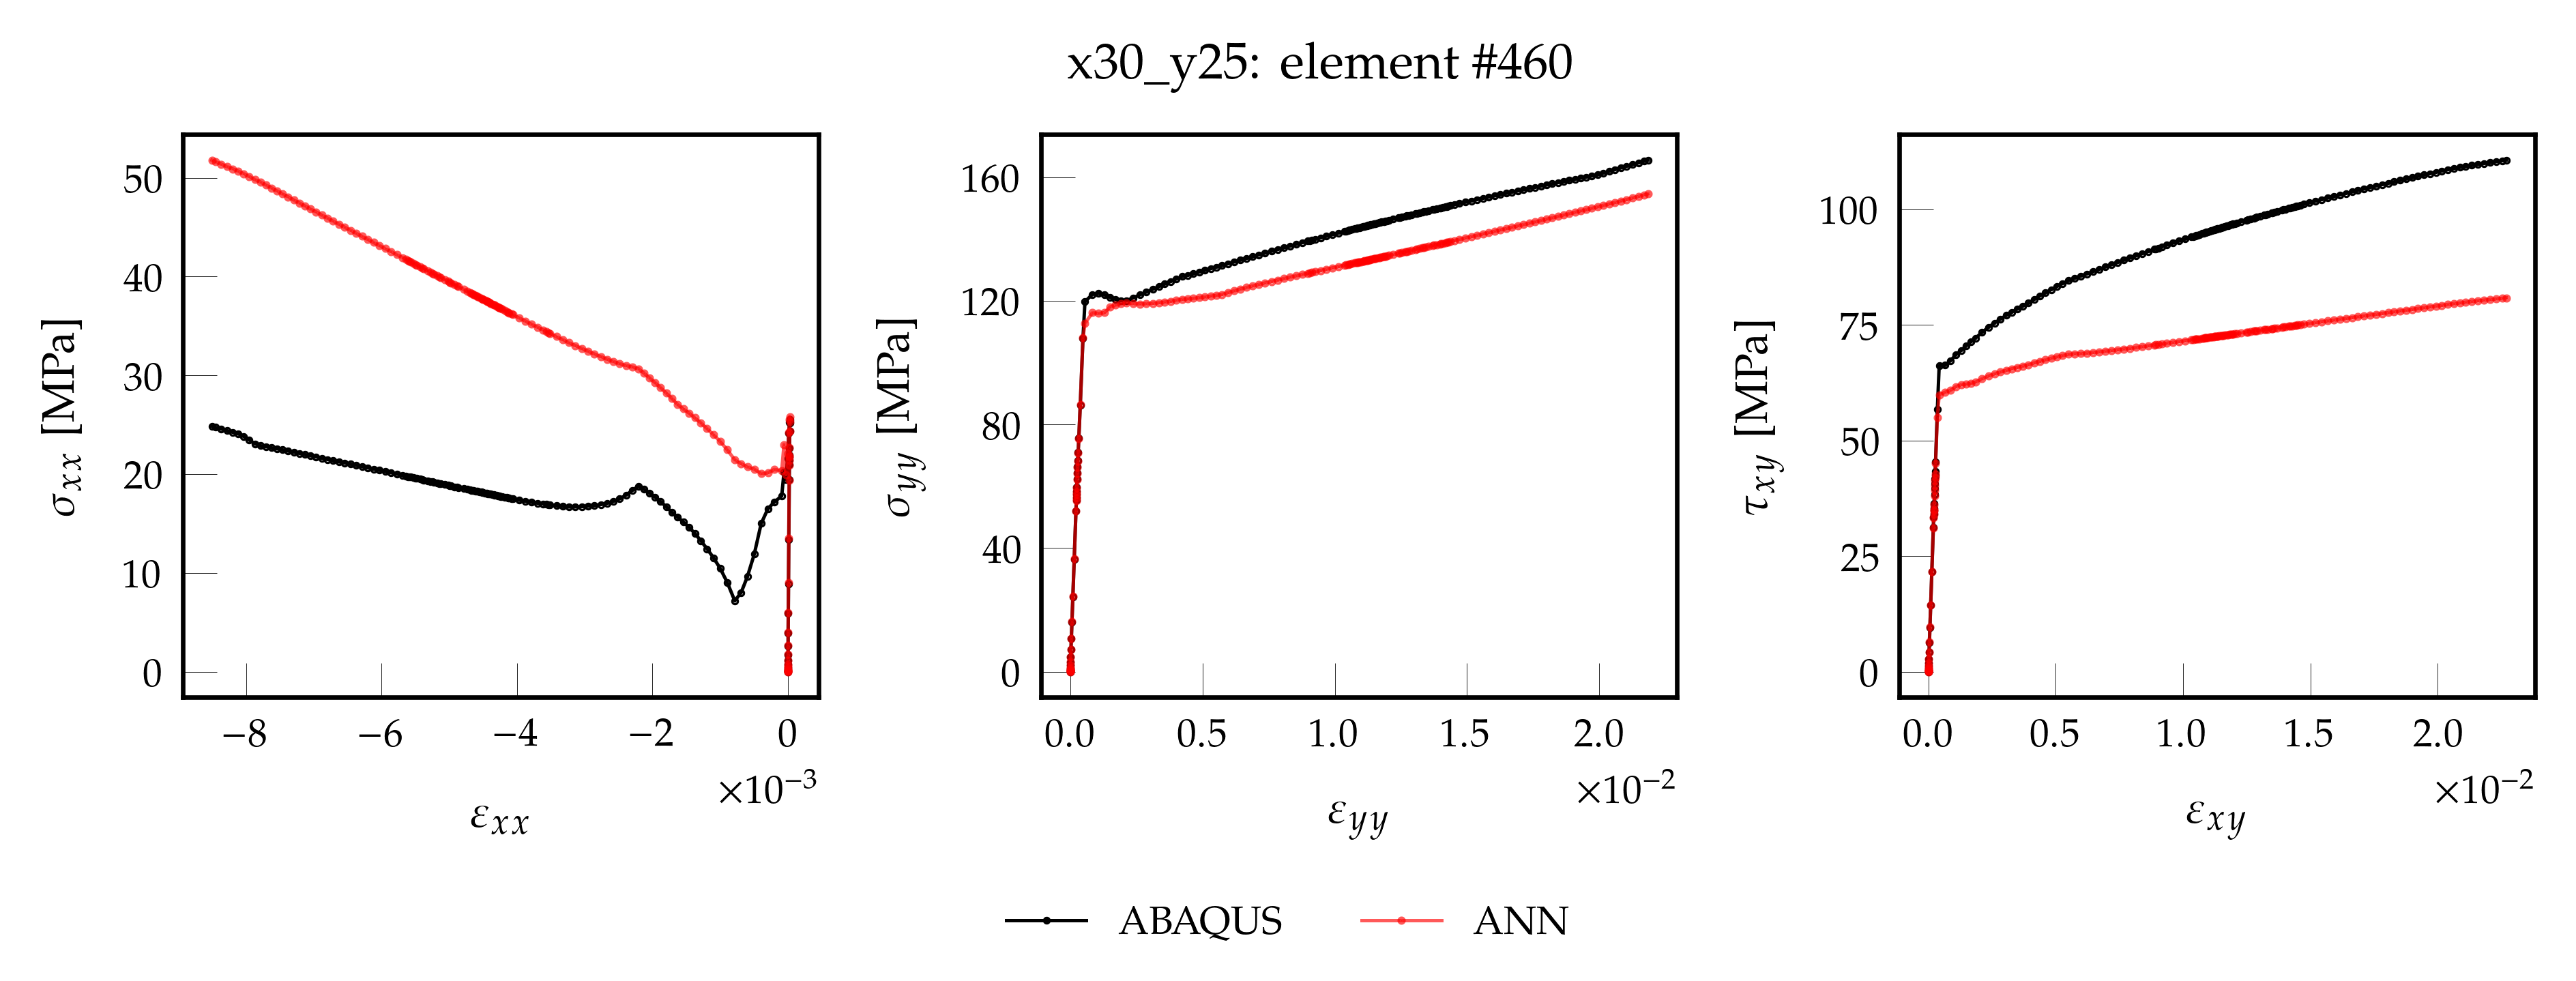 x30_y25: element #460
σxx [MPa]
50
40
30
20
10
0
−8 −6 −4 −2 0
×10−3
εxx
σyy [MPa]
160
120
80
40
0
0.0 0.5 1.0 1.5 2.0
×10−2
εyy
τxy [MPa]
100
75
50
25
0
0.0 0.5 1.0 1.5 2.0
×10−2
εxy
ABAQUS ANN